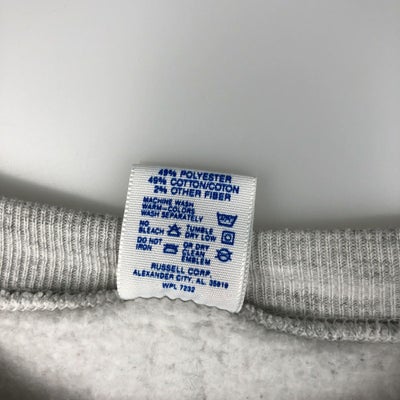 49% POLYESTER
49% COTTON/COTON
2% OTHER FIBER
MACHINE WASH
WARM-COLORS
WASH SEPARATELY
NO BLEACH TUMBLE DRY LOW
DO NOT IRON OR DRY CLEAN EMBLEM
RUSSELL CORP.
ALEXANDER CITY, AL. 35010
WPL 7232